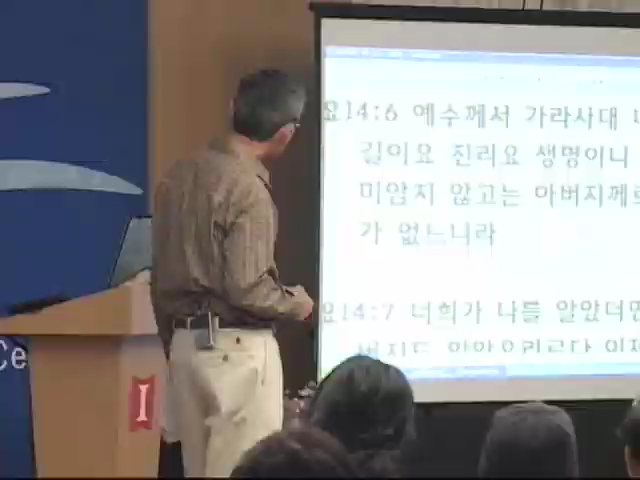 요14:6 예수께서 가라사대
길이요 진리요 생명이니
미암지 않고는 아버지께로
가 없느니라
요14:7 너희가 나를 알았더면
Ce
I